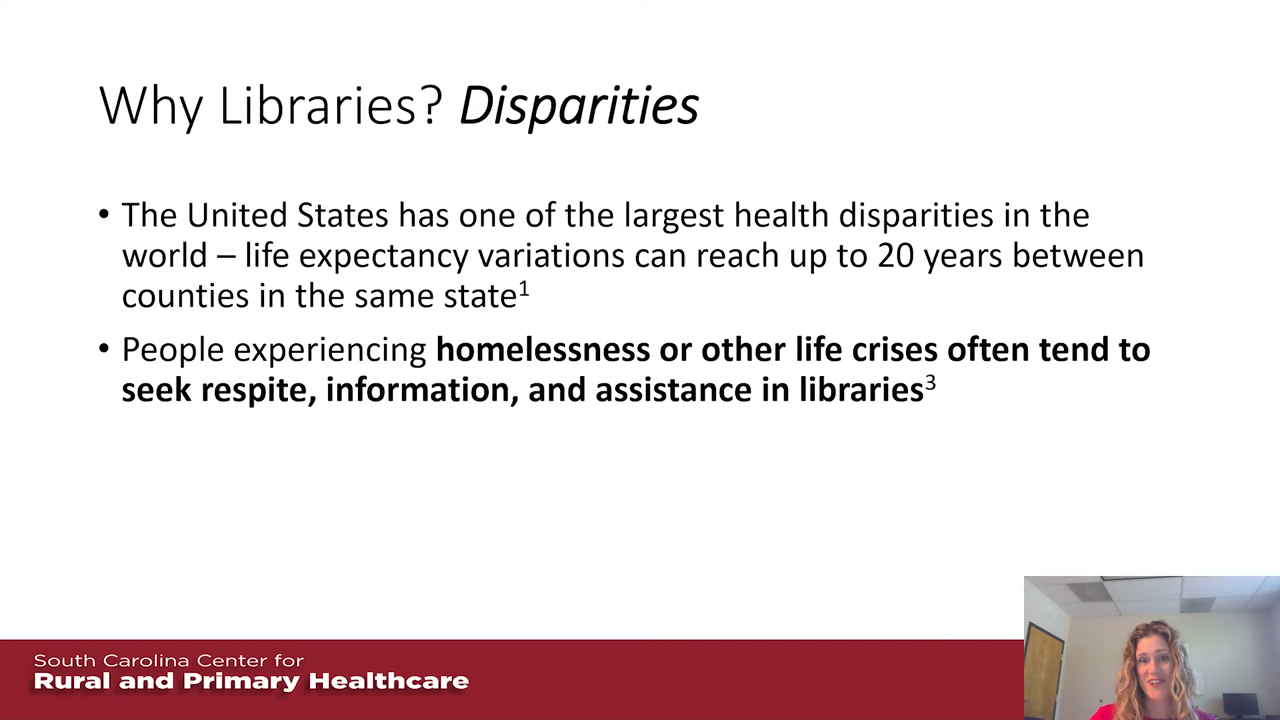 Why Libraries? Disparities
• The United States has one of the largest health disparities in the
world – life expectancy variations can reach up to 20 years between
counties in the same state¹
• People experiencing homelessness or other life crises often tend to
seek respite, information, and assistance in libraries³
South Carolina Center for
Rural and Primary Healthcare